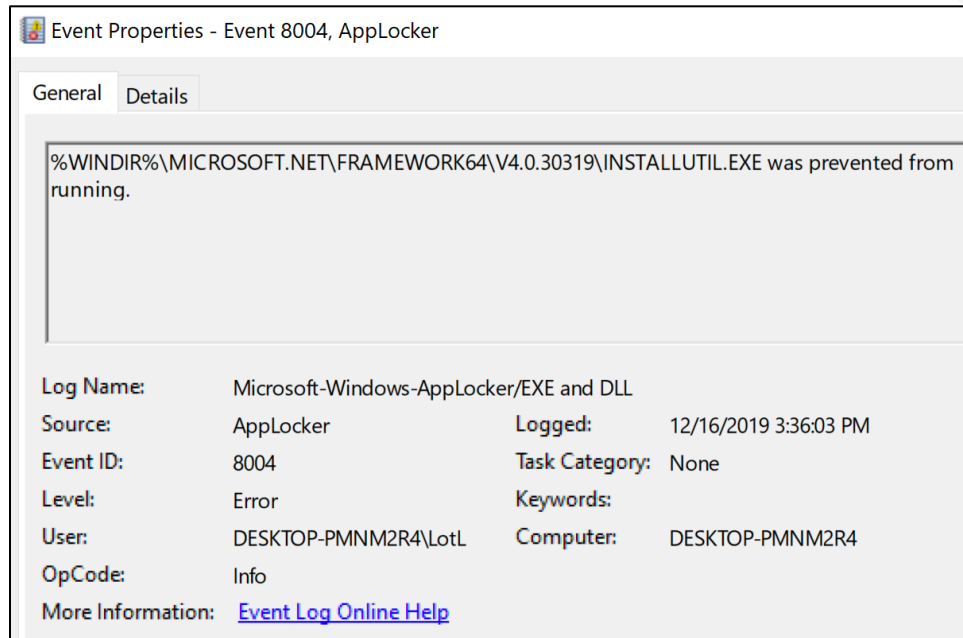 Event Properties - Event 8004, AppLocker
General Details
%WINDIR%\MICROSOFT.NET\FRAMEWORK64\V4.0.30319\INSTALLUTIL.EXE was prevented from
running.
Log Name: Microsoft-Windows-AppLocker/EXE and DLL
Source: AppLocker Logged: 12/16/2019 3:36:03 PM
Event ID: 8004 Task Category: None
Level: Error Keywords:
User: DESKTOP-PMNM2R4\LotL Computer: DESKTOP-PMNM2R4
OpCode: Info
More Information: Event Log Online Help